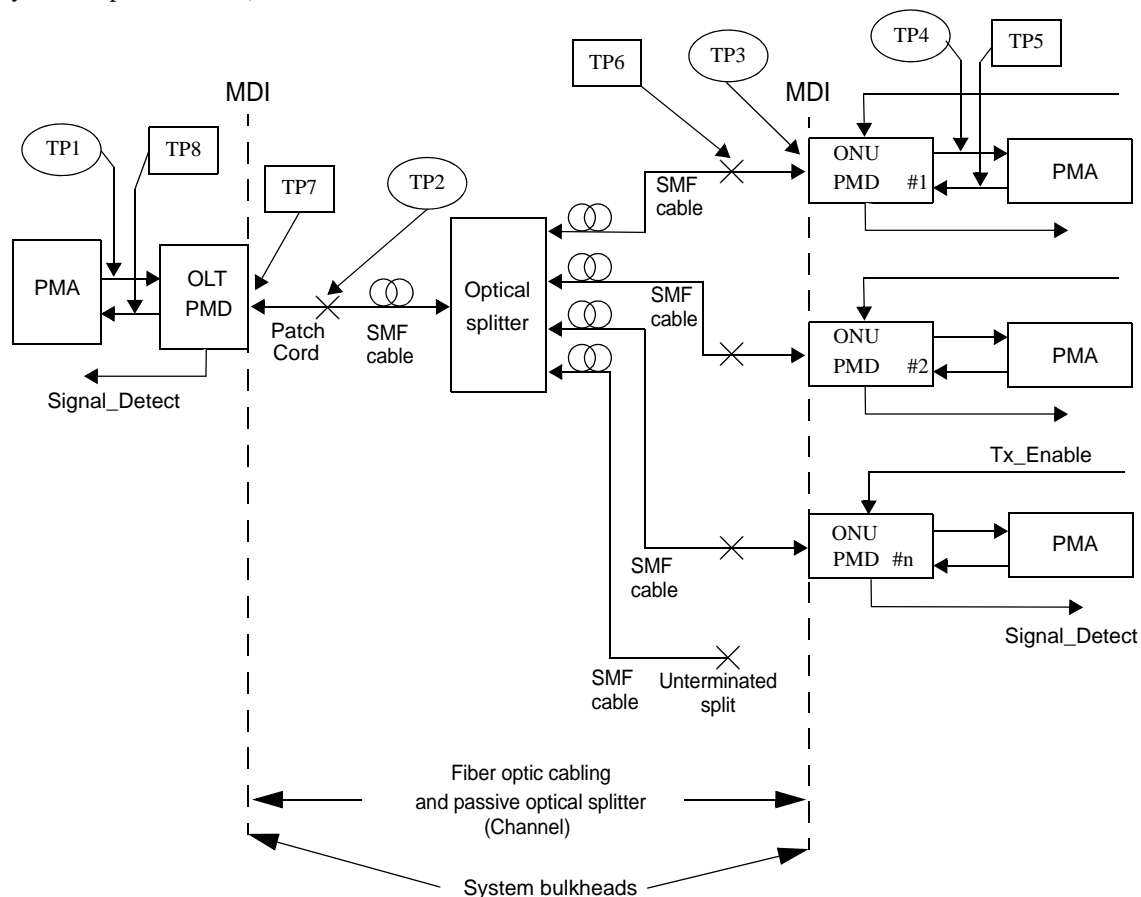 TP4
TP5
TP6
TP3
MDI
MDI
TP1
TP8
TP7
TP2
ONU
PMD #1
PMA
SMF
cable
PMA
OLT
PMD
Optical
splitter
Patch
Cord
SMF
cable
SMF
cable
ONU
PMD #2
PMA
Signal_Detect
Tx_Enable
ONU
PMD #n
PMA
SMF
cable
Signal_Detect
SMF
cable
Unterminated
split
Fiber optic cabling
and passive optical splitter
(Channel)
System bulkheads